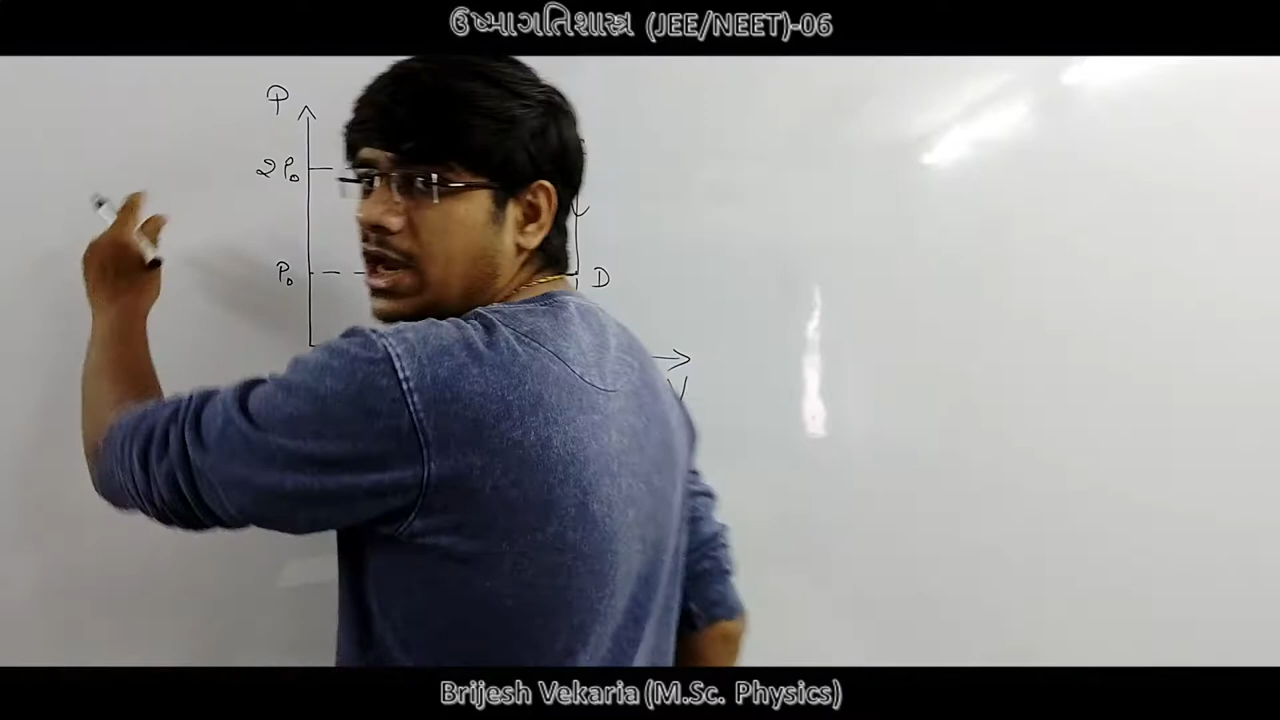 ઉષ્માગતિશાસ્ત્ર (JEE/NEET)-06
P
2P₀
P₀
D
V
Brijesh Vekaria (M.Sc. Physics)